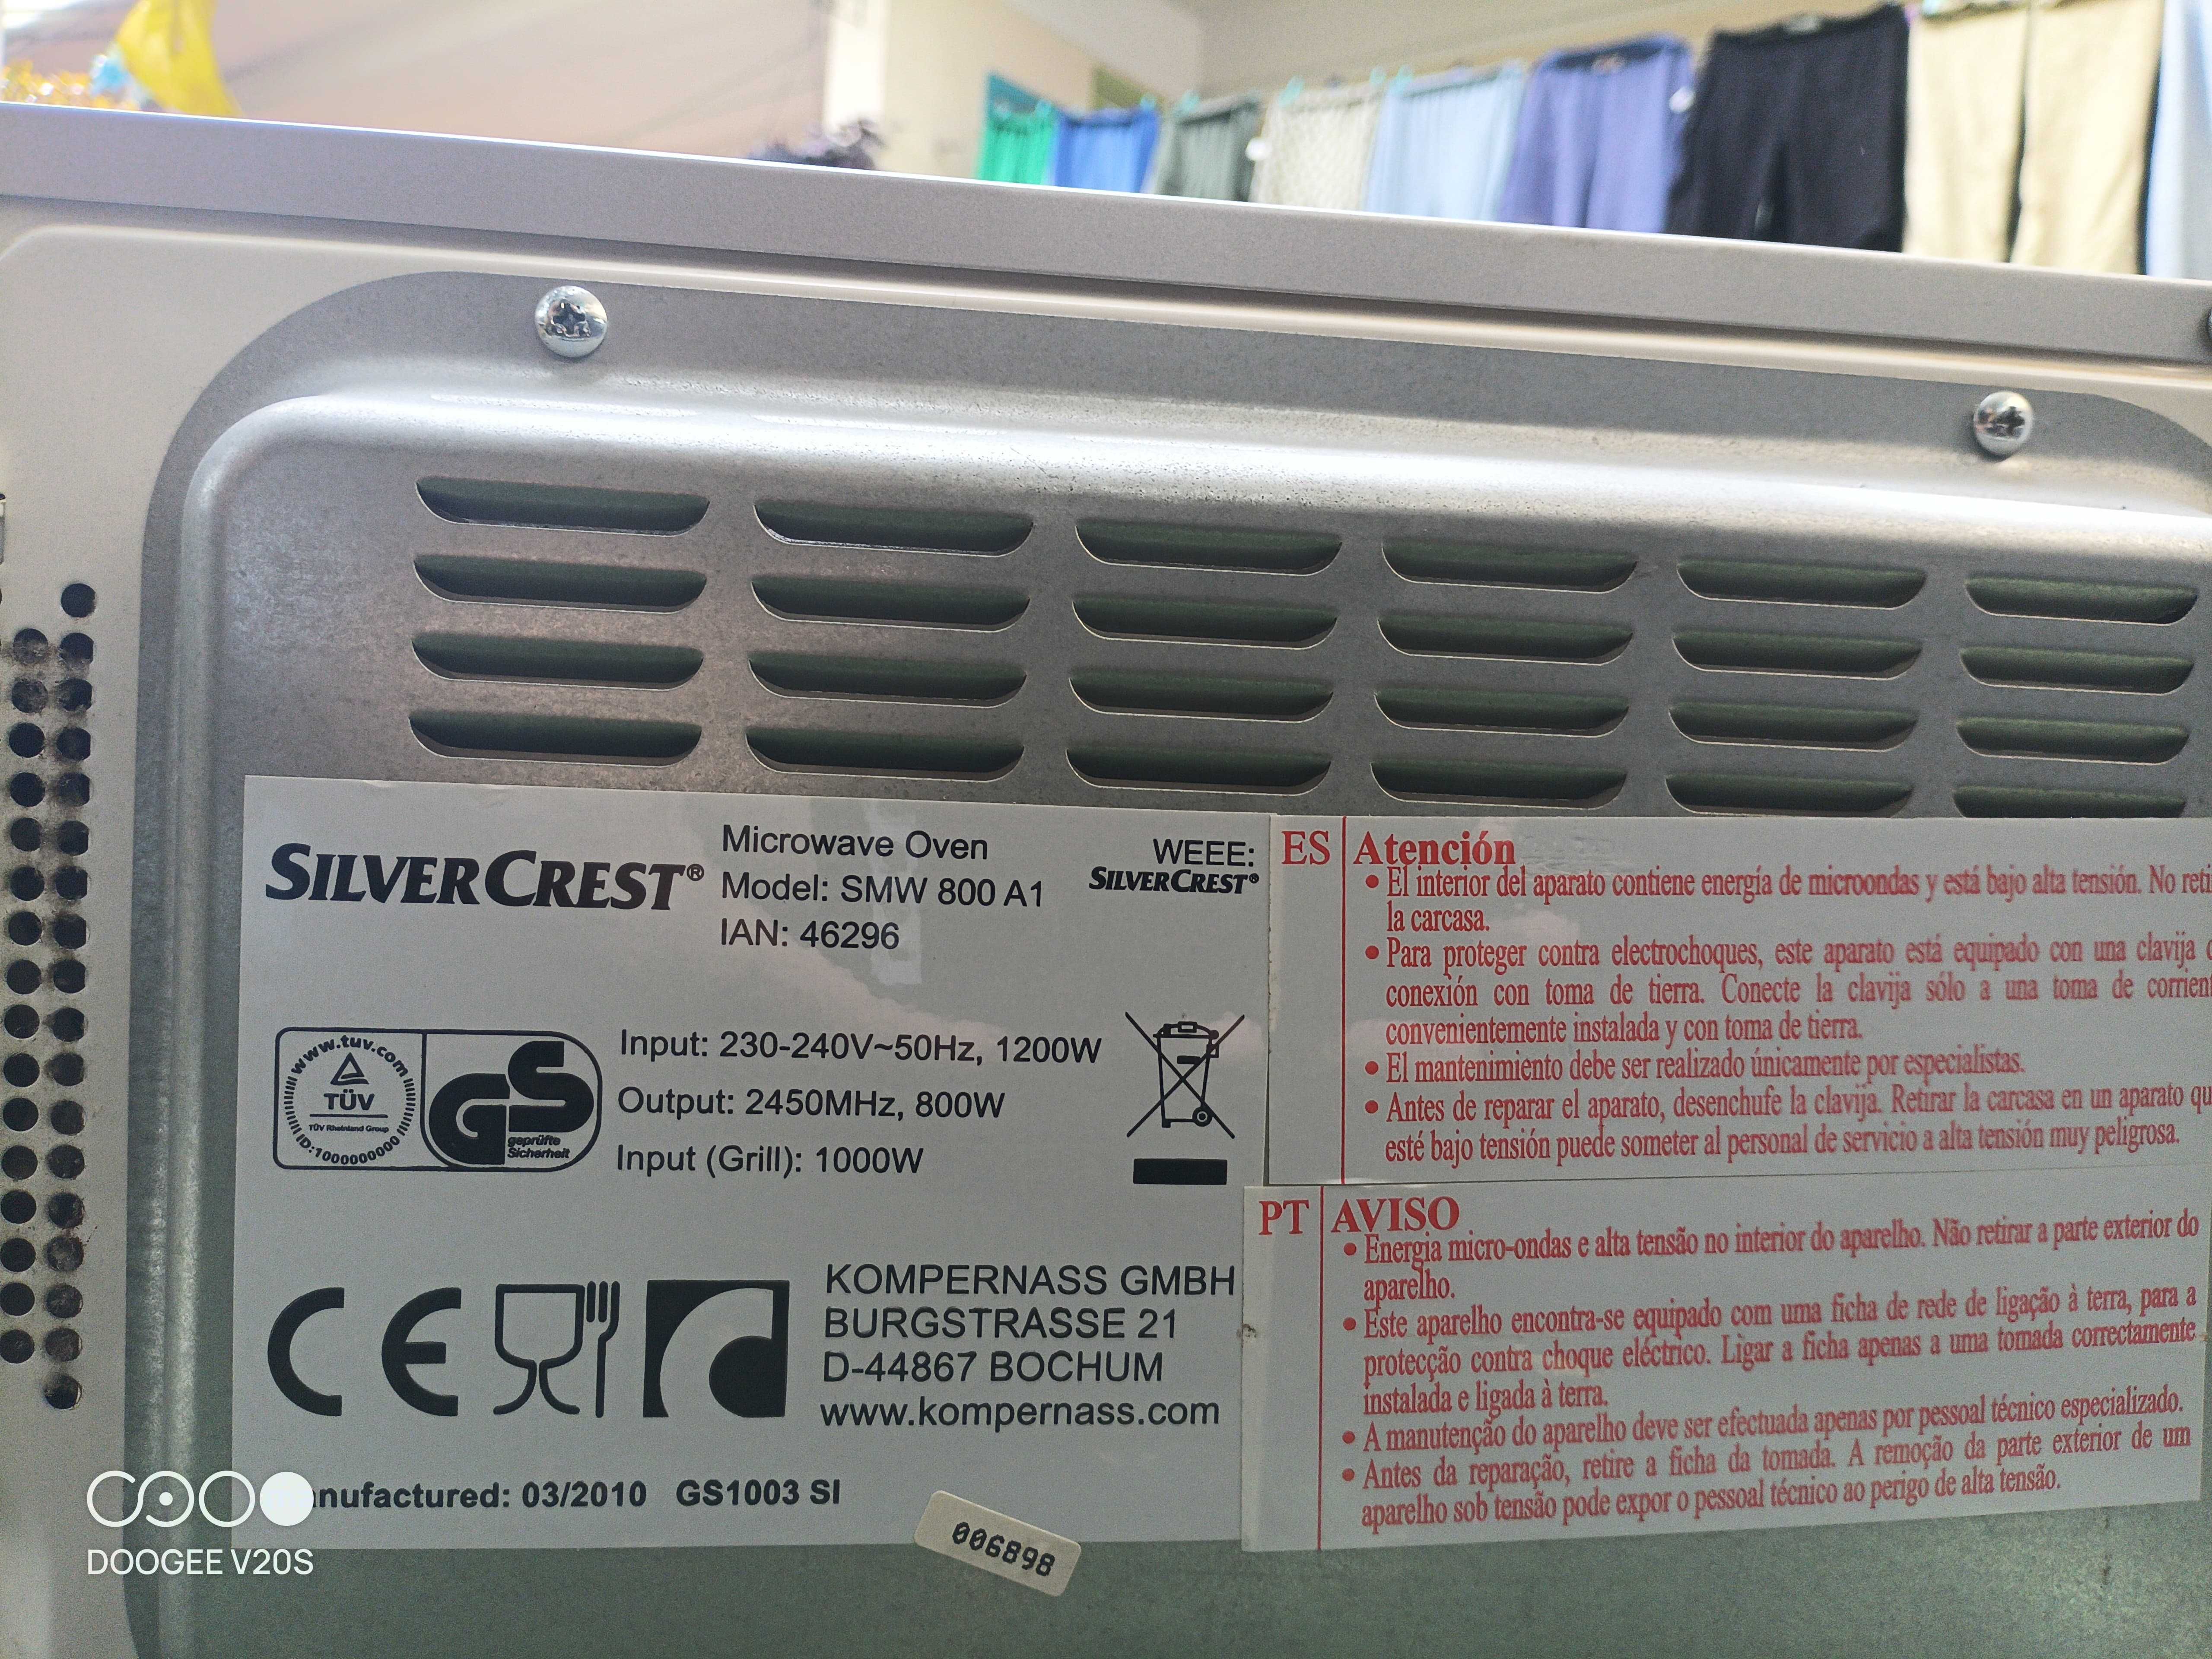 SILVERCREST®
Microwave Oven
Model: SMW 800 A1
IAN: 46296
WEEE:
SILVERCREST®
www.tuv.com
TÜV
TÜV Rheinland Group
ID:1000000000
GS
geprüfte
Sicherheit
Input: 230-240V~50Hz, 1200W
Output: 2450MHz, 800W
Input (Grill): 1000W
CE
KOMPERNASS GMBH
BURGSTRASSE 21
D-44867 BOCHUM
www.kompernass.com
anufactured: 03/2010 GS1003 SI
006898
ES
Atención
• El interior del aparato contiene energía de microondas y está bajo alta tensión. No reti
la carcasa.
• Para proteger contra electrochoques, este aparato está equipado con una clavija
conexión con toma de tierra. Conecte la clavija sólo a una toma de corrient
convenientemente instalada y con toma de tierra.
• El mantenimiento debe ser realizado únicamente por especialistas.
• Antes de reparar el aparato, desenchufe la clavija. Retirar la carcasa en un aparato qu
esté bajo tensión puede someter al personal de servicio a alta tensión muy peligrosa.
PT
AVISO
• Energia micro-ondas e alta tensão no interior do aparelho. Não retirar a parte exterior do
aparelho.
• Este aparelho encontra-se equipado com uma ficha de rede de ligação à terra, para a
protecção contra choque eléctrico. Ligar a ficha apenas a uma tomada correctamente
instalada e ligada à terra.
• A manutenção do aparelho deve ser efectuada apenas por pessoal técnico especializado.
• Antes da reparação, retire a ficha da tomada. A remoção da parte exterior de um
aparelho sob tensão pode expor o pessoal técnico ao perigo de alta tensão.
DOOGEE V20S